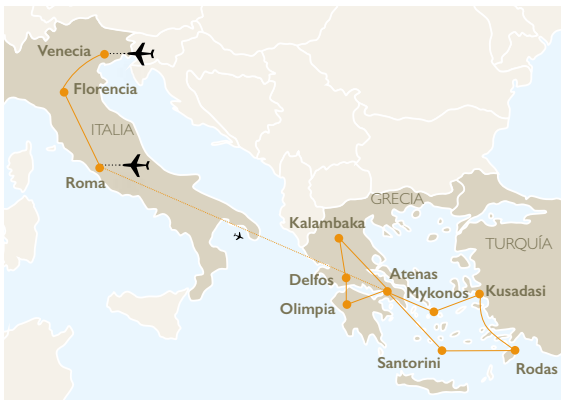 Venecia
Florencia
ITALIA
Roma
GRECIA
Kalambaka
TURQUÍA
Delfos
Atenas
Mykonos
Kusadasi
Olimpia
Santorini
Rodas